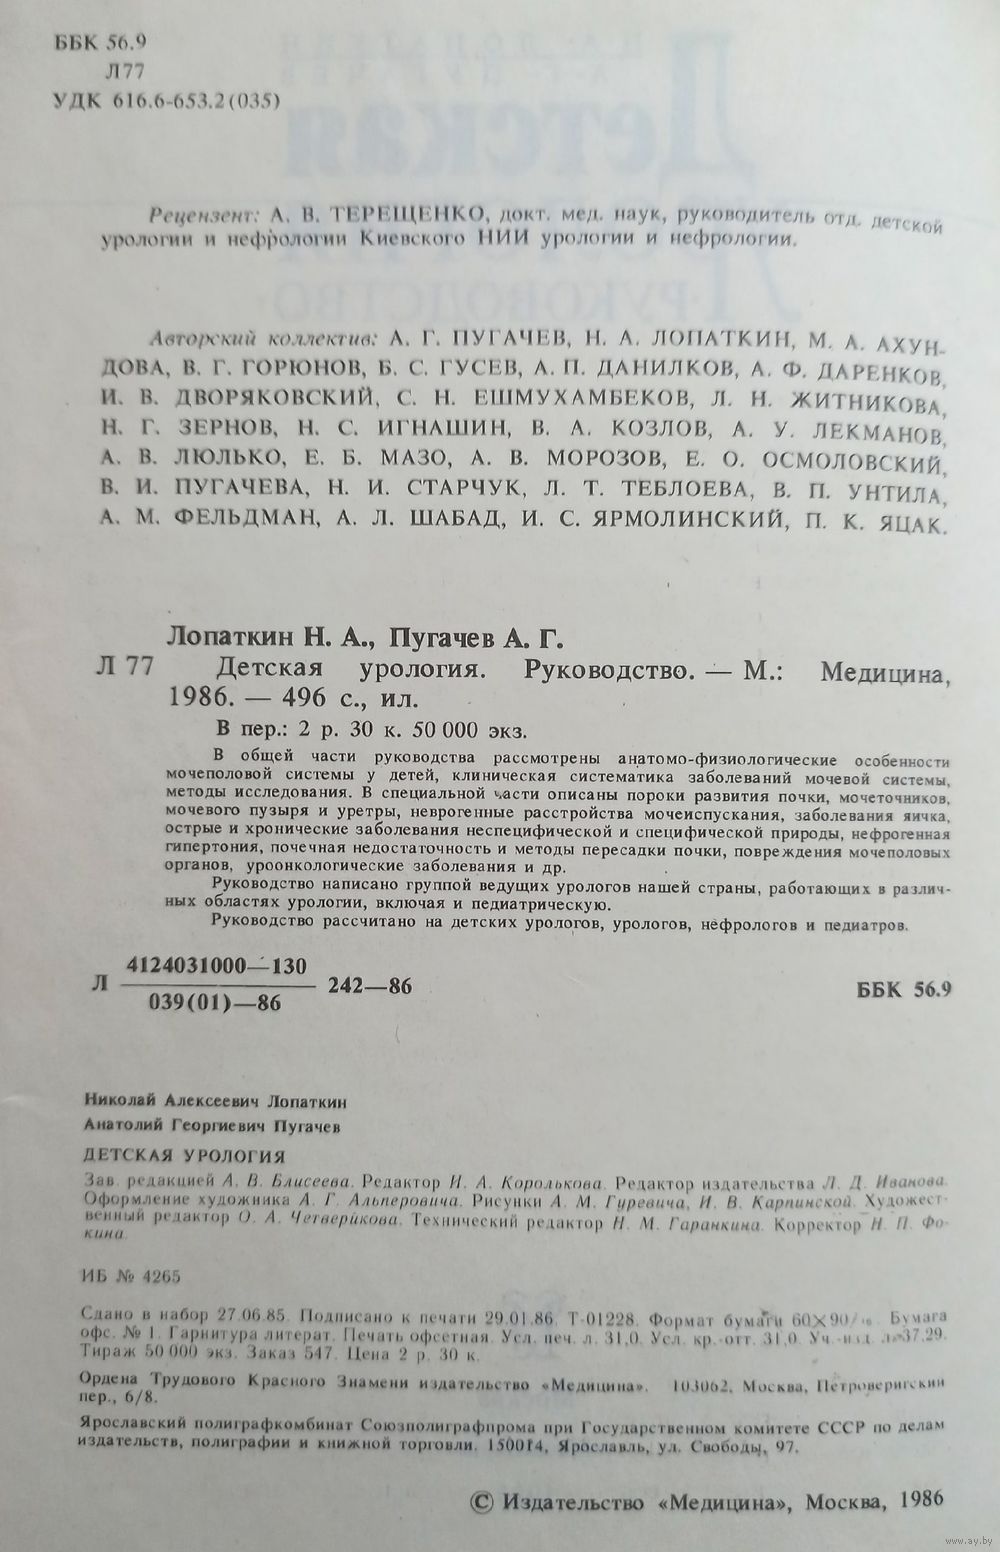 ББК 56.9
Л77
УДК 616.6-653.2(035)
Рецензент: А. В. ТЕРЕЩЕНКО, докт. мед. наук, руководитель отд. детской
урологии и нефрологии Киевского НИИ урологии и нефрологии.
Авторский коллектив: А. Г. ПУГАЧЕВ, Н. А. ЛОПАТКИН, М. А. АХУН-
ДОВА, В. Г. ГОРЮНОВ, Б. С. ГУСЕВ, А. П. ДАНИЛКОВ, А. Ф. ДАРЕНКОВ,
И. В. ДВОРЯКОВСКИЙ, С. Н. ЕШМУХАМБЕКОВ, Л. Н. ЖИТНИКОВА,
Н. Г. ЗЕРНОВ, Н. С. ИГНАШИН, В. А. КОЗЛОВ, А. У. ЛЕКМАНОВ,
А. В. ЛЮЛЬКО, Е. Б. МАЗО, А. В. МОРОЗОВ, Е. О. ОСМОЛОВСКИЙ,
В. И. ПУГАЧЕВА, Н. И. СТАРЧУК, Л. Т. ТЕБЛОЕВА, В. П. УНТИЛА,
А. М. ФЕЛЬДМАН, А. Л. ШАБАД, И. С. ЯРМОЛИНСКИЙ, П. К. ЯЦАК.
Лопаткин Н. А., Пугачев А. Г.
Л 77 Детская урология. Руководство. — М.: Медицина,
1986. — 496 с., ил.
В пер.: 2 р. 30 к. 50 000 экз.
В общей части руководства рассмотрены анатомо-физиологические особенности
мочеполовой системы у детей, клиническая систематика заболеваний мочевой системы,
методы исследования. В специальной части описаны пороки развития почки, мочеточников,
мочевого пузыря и уретры, неврогенные расстройства мочеиспускания, заболевания яичка,
острые и хронические заболевания неспецифической и специфической природы, нефрогенная
гипертония, почечная недостаточность и методы пересадки почки, повреждения мочеполовых
органов, уроонкологические заболевания и др.
Руководство написано группой ведущих урологов нашей страны, работающих в различ-
ных областях урологии, включая и педиатрическую.
Руководство рассчитано на детских урологов, урологов, нефрологов и педиатров.
Л 4124031000—130
039(01)—86 242—86 ББК 56.9
Николай Алексеевич Лопаткин
Анатолий Георгиевич Пугачев
ДЕТСКАЯ УРОЛОГИЯ
Зав. редакцией А. В. Блисеева. Редактор И. А. Королькова. Редактор издательства Л. Д. Иванова.
Оформление художника А. Г. Альперовича. Рисунки А. М. Гуревича, И. В. Карпинской. Художест-
венный редактор О. А. Четверикова. Технический редактор Н. М. Гаранкина. Корректор Н. П. Фо-
кина.
ИБ № 4265
Сдано в набор 27.06.85. Подписано к печати 29.01.86. Т-01228. Формат бумаги 60×90/16. Бумага
офс. № 1. Гарнитура литерат. Печать офсетная. Усл. печ. л. 31,0. Усл. кр.-отт. 31,0. Уч.-изд. л. 37,29.
Тираж 50 000 экз. Заказ 547. Цена 2 р. 30 к.
Ордена Трудового Красного Знамени издательство «Медицина». 103062, Москва, Петроверигский
пер., 6/8.
Ярославский полиграфкомбинат Союзполиграфпрома при Государственном комитете СССР по делам
издательств, полиграфии и книжной торговли. 150014, Ярославль, ул. Свободы, 97.
© Издательство «Медицина», Москва, 1986
www.ay.by